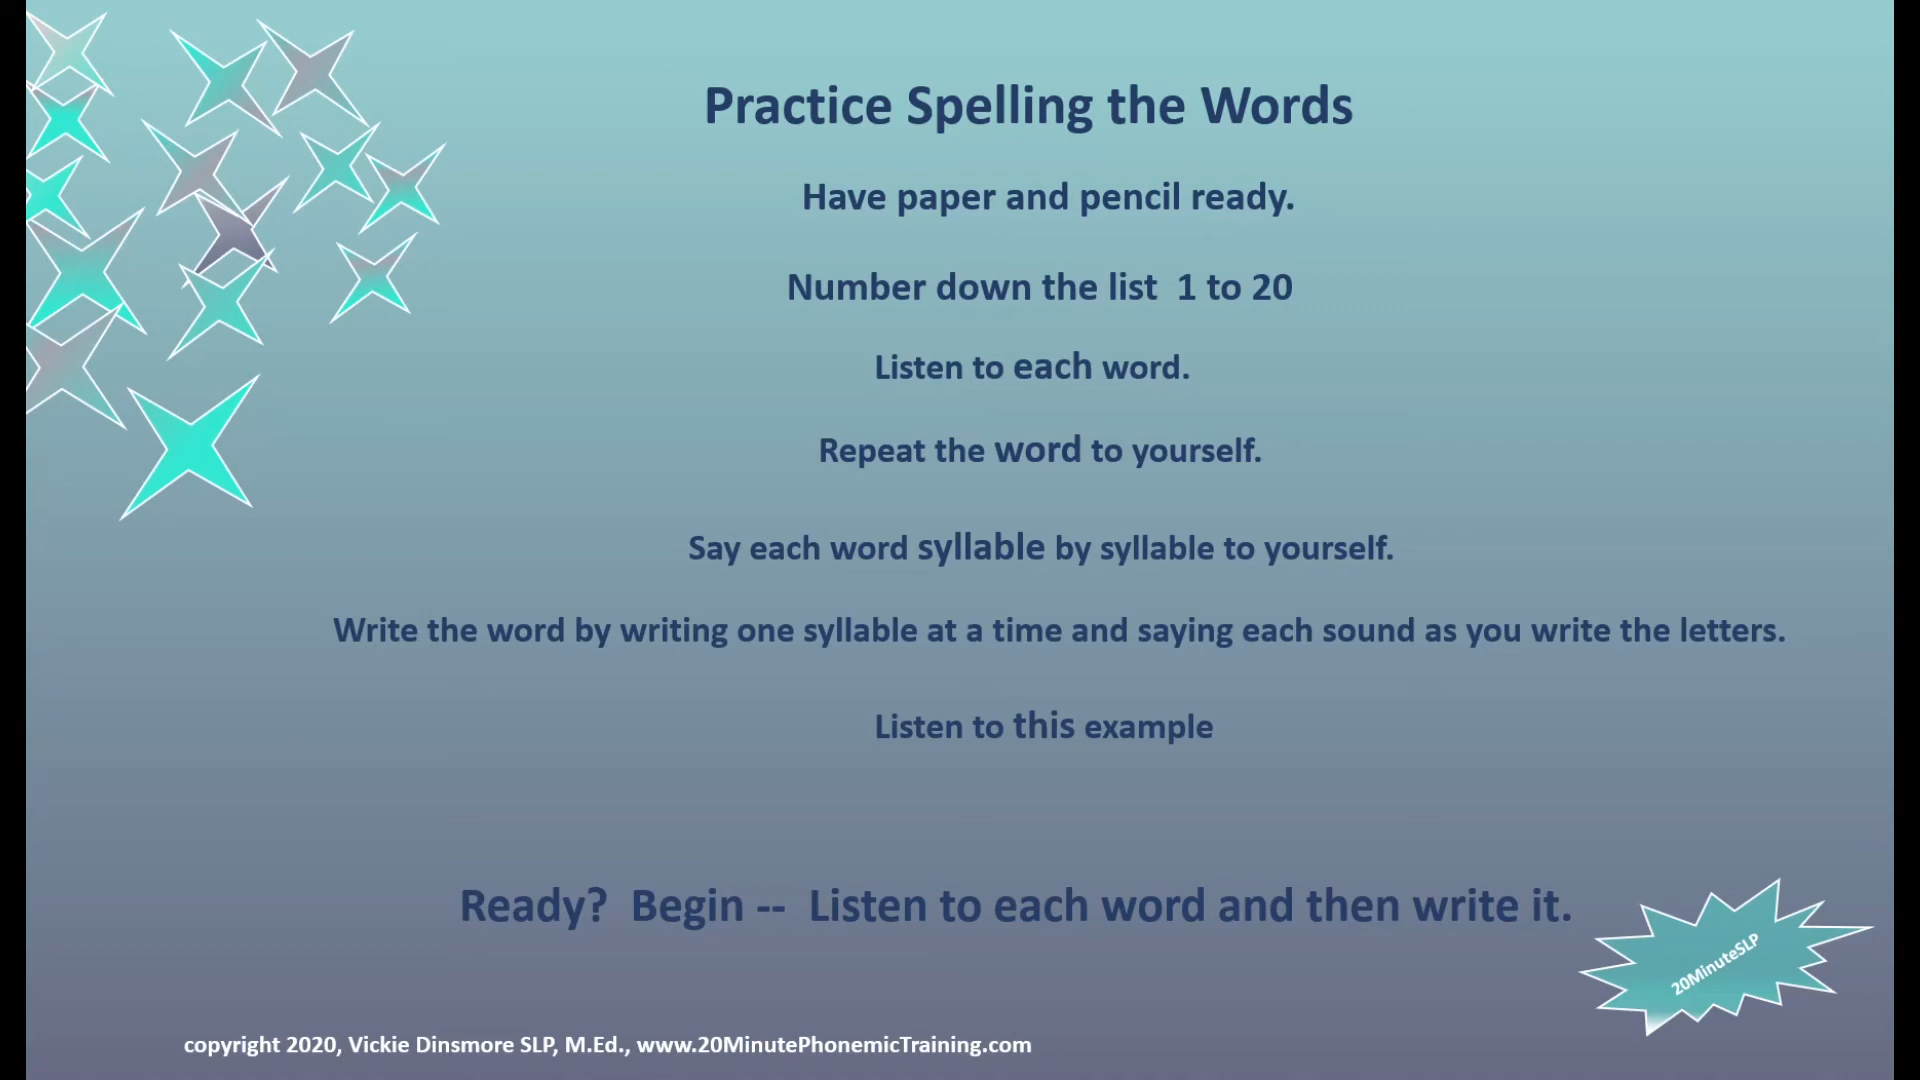 Practice Spelling the Words
Have paper and pencil ready.
Number down the list  1 to 20
Listen to each word.
Repeat the word to yourself.
Say each word syllable by syllable to yourself.
Write the word by writing one syllable at a time and saying each sound as you write the letters.
Listen to this example
Ready?  Begin --  Listen to each word and then write it.
20MinuteSLP
copyright 2020, Vickie Dinsmore SLP, M.Ed., www.20MinutePhonemicTraining.com